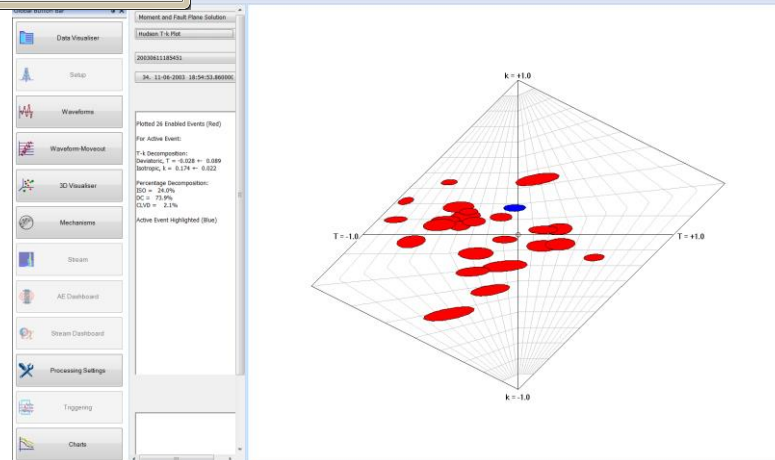 Data Visualiser
Setup
Waveforms
Waveform Moveout
3D Visualiser
Mechanisms
Stream
AE Dashboard
Stream Dashboard
Processing Settings
Triggering
Charts
Moment and Fault Plane Solution
Hudson T-k Plot
20030611185451
34. 11-06-2003 18:54:53.860000
Plotted 26 Enabled Events (Red)
For Active Event:
T-k Decomposition:
Deviatoric, T = -0.028 +- 0.089
Isotropic, k = 0.174 +- 0.022
Percentage Decomposition:
ISO = 24.0%
DC = 73.9%
CLVD = 2.1%
Active Event Highlighted (Blue)
k = +1.0
T = -1.0
T = +1.0
k = -1.0